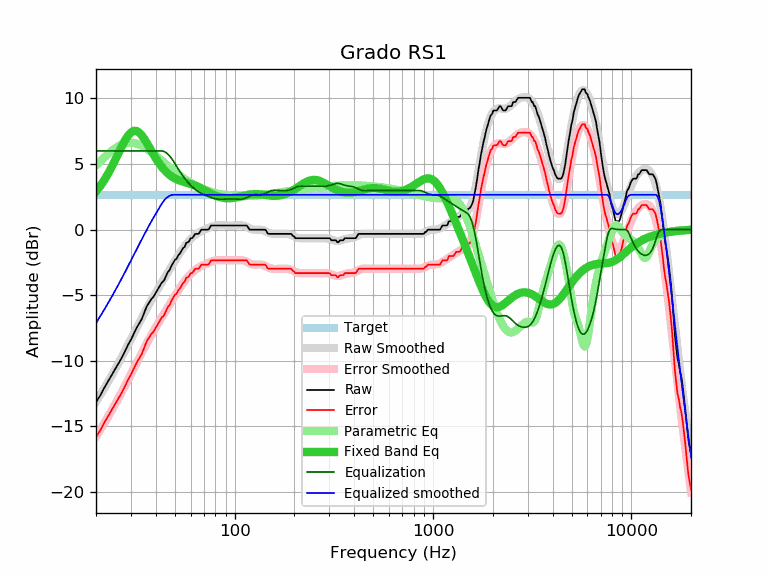 Grado RS1
10
5
0
−5
−10
−15
−20
Amplitude (dBr)
Target
Raw Smoothed
Error Smoothed
Raw
Error
Parametric Eq
Fixed Band Eq
Equalization
Equalized smoothed
100
1000
10000
Frequency (Hz)